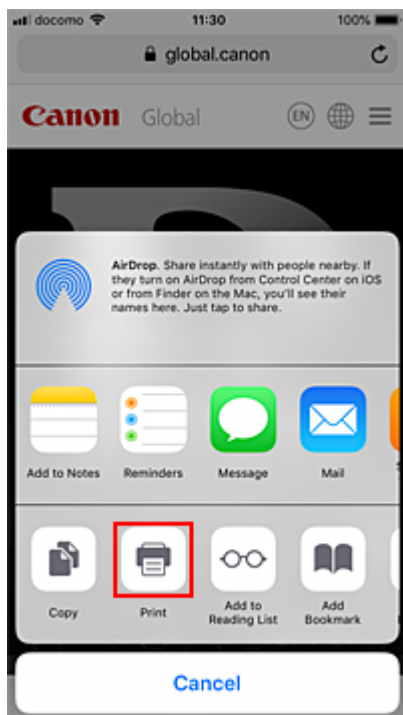 docomo 11:30 100%
global.canon
Canon Global EN
AirDrop. Share instantly with people nearby. If
they turn on AirDrop from Control Center on iOS
or from Finder on the Mac, you'll see their
names here. Just tap to share.
Add to Notes Reminders Message Mail
Copy Print Add to Reading List Add Bookmark
Cancel